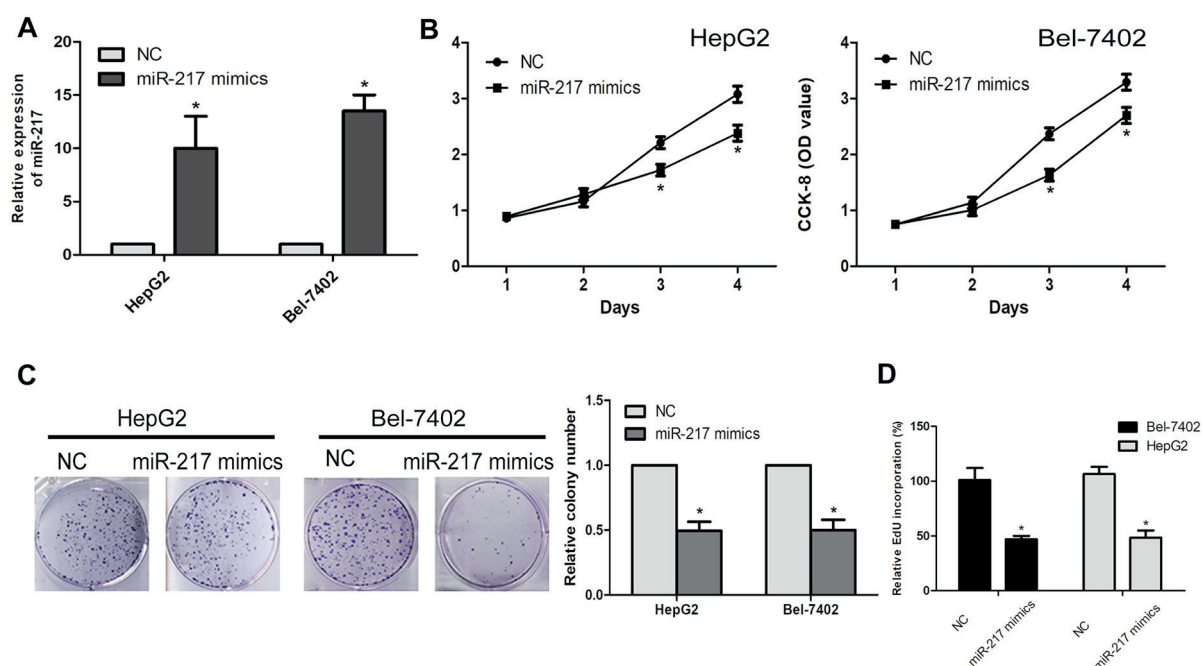 A
Relative expression
of miR-217
20
15
10
5
0
NC
miR-217 mimics
*
*
HepG2
Bel-7402
B
HepG2
4
3
2
1
0
NC
miR-217 mimics
*
*
1 2 3 4
Days
Bel-7402
CCK-8 (OD value)
4
3
2
1
0
NC
miR-217 mimics
*
*
1 2 3 4
Days
C
HepG2
NC miR-217 mimics
Bel-7402
NC miR-217 mimics
Relative colony number
1.5
1.0
0.5
0.0
NC
miR-217 mimics
*
*
HepG2 Bel-7402
D
Relative EdU incorporation (%)
150
100
50
0
Bel-7402
HepG2
*
*
NC
miR-217 mimics
NC
miR-217 mimics